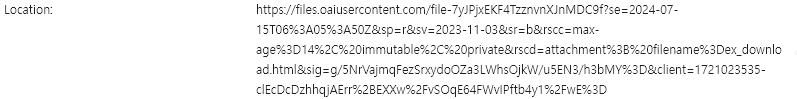 Location: https://files.oaiusercontent.com/file-7yJPjxEKF4TzznvnXJnMDC9f?se=2024-07-
15T06%3A05%3A50Z&sp=r&sv=2023-11-03&sr=b&rscc=max-
age%3D14%2C%20immutable%2C%20private&rscd=attachment%3B%20filename%3Dex_downlo
ad.html&sig=g/5NrVajmqFezSrxydoOZa3LWhsOjkW/u5EN3/h3bMY%3D&client=1721023535-
clEcDcDzhhqjAErr%2BEXXw%2FvSOqE64FWvIPftb4y1%2FwE%3D